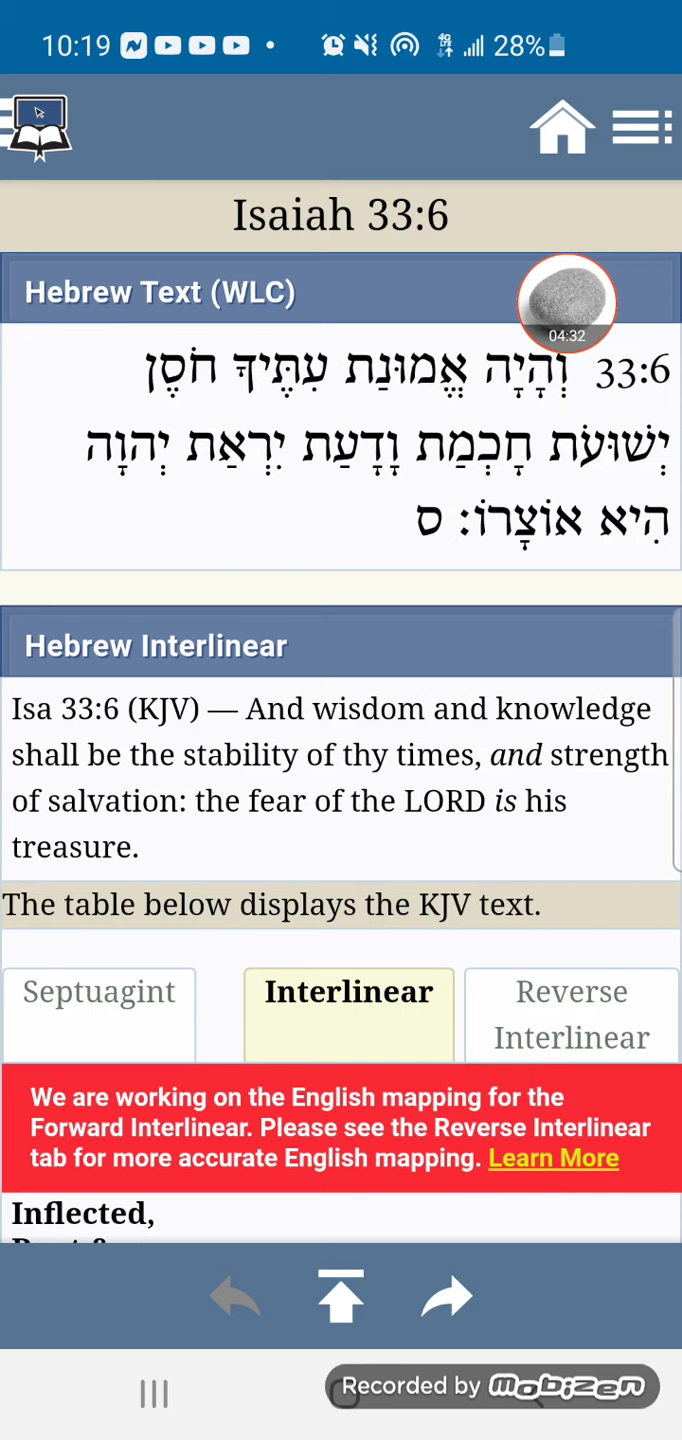 10:19 28%
Isaiah 33:6
Hebrew Text (WLC)
04:32
33:6 וְהָיָה אֱמוּנַת עִתֶּיךָ חֹסֶן
יְשׁוּעֹת חָכְמַת וָדָעַת יִרְאַת יְהוָה
הִיא אוֹצָרוֹ׃ ס
Hebrew Interlinear
Isa 33:6 (KJV) — And wisdom and knowledge
shall be the stability of thy times, and strength
of salvation: the fear of the LORD is his
treasure.
The table below displays the KJV text.
Septuagint
Interlinear
Reverse
Interlinear
We are working on the English mapping for the
Forward Interlinear. Please see the Reverse Interlinear
tab for more accurate English mapping. Learn More
Inflected,
Recorded by mobizen